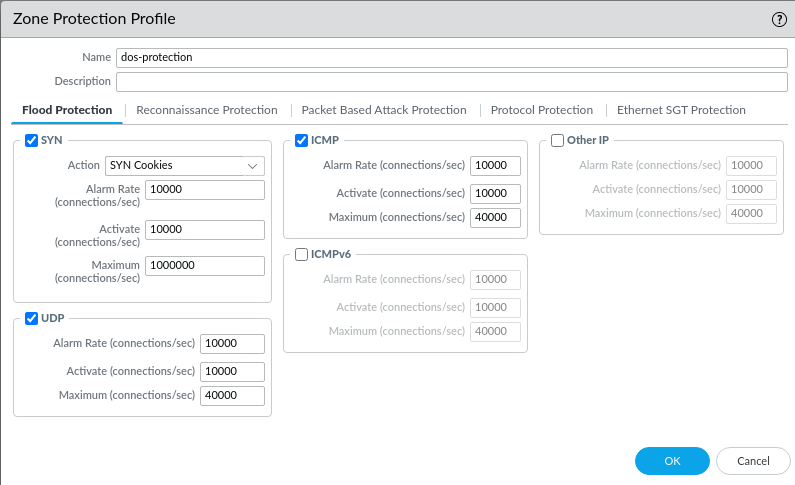 Zone Protection Profile
?
Name dos-protection
Description
Flood Protection Reconnaissance Protection Packet Based Attack Protection Protocol Protection Ethernet SGT Protection
SYN
Action SYN Cookies
Alarm Rate (connections/sec) 10000
Activate (connections/sec) 10000
Maximum (connections/sec) 1000000
UDP
Alarm Rate (connections/sec) 10000
Activate (connections/sec) 10000
Maximum (connections/sec) 40000
ICMP
Alarm Rate (connections/sec) 10000
Activate (connections/sec) 10000
Maximum (connections/sec) 40000
ICMPv6
Alarm Rate (connections/sec) 10000
Activate (connections/sec) 10000
Maximum (connections/sec) 40000
Other IP
Alarm Rate (connections/sec) 10000
Activate (connections/sec) 10000
Maximum (connections/sec) 40000
OK Cancel